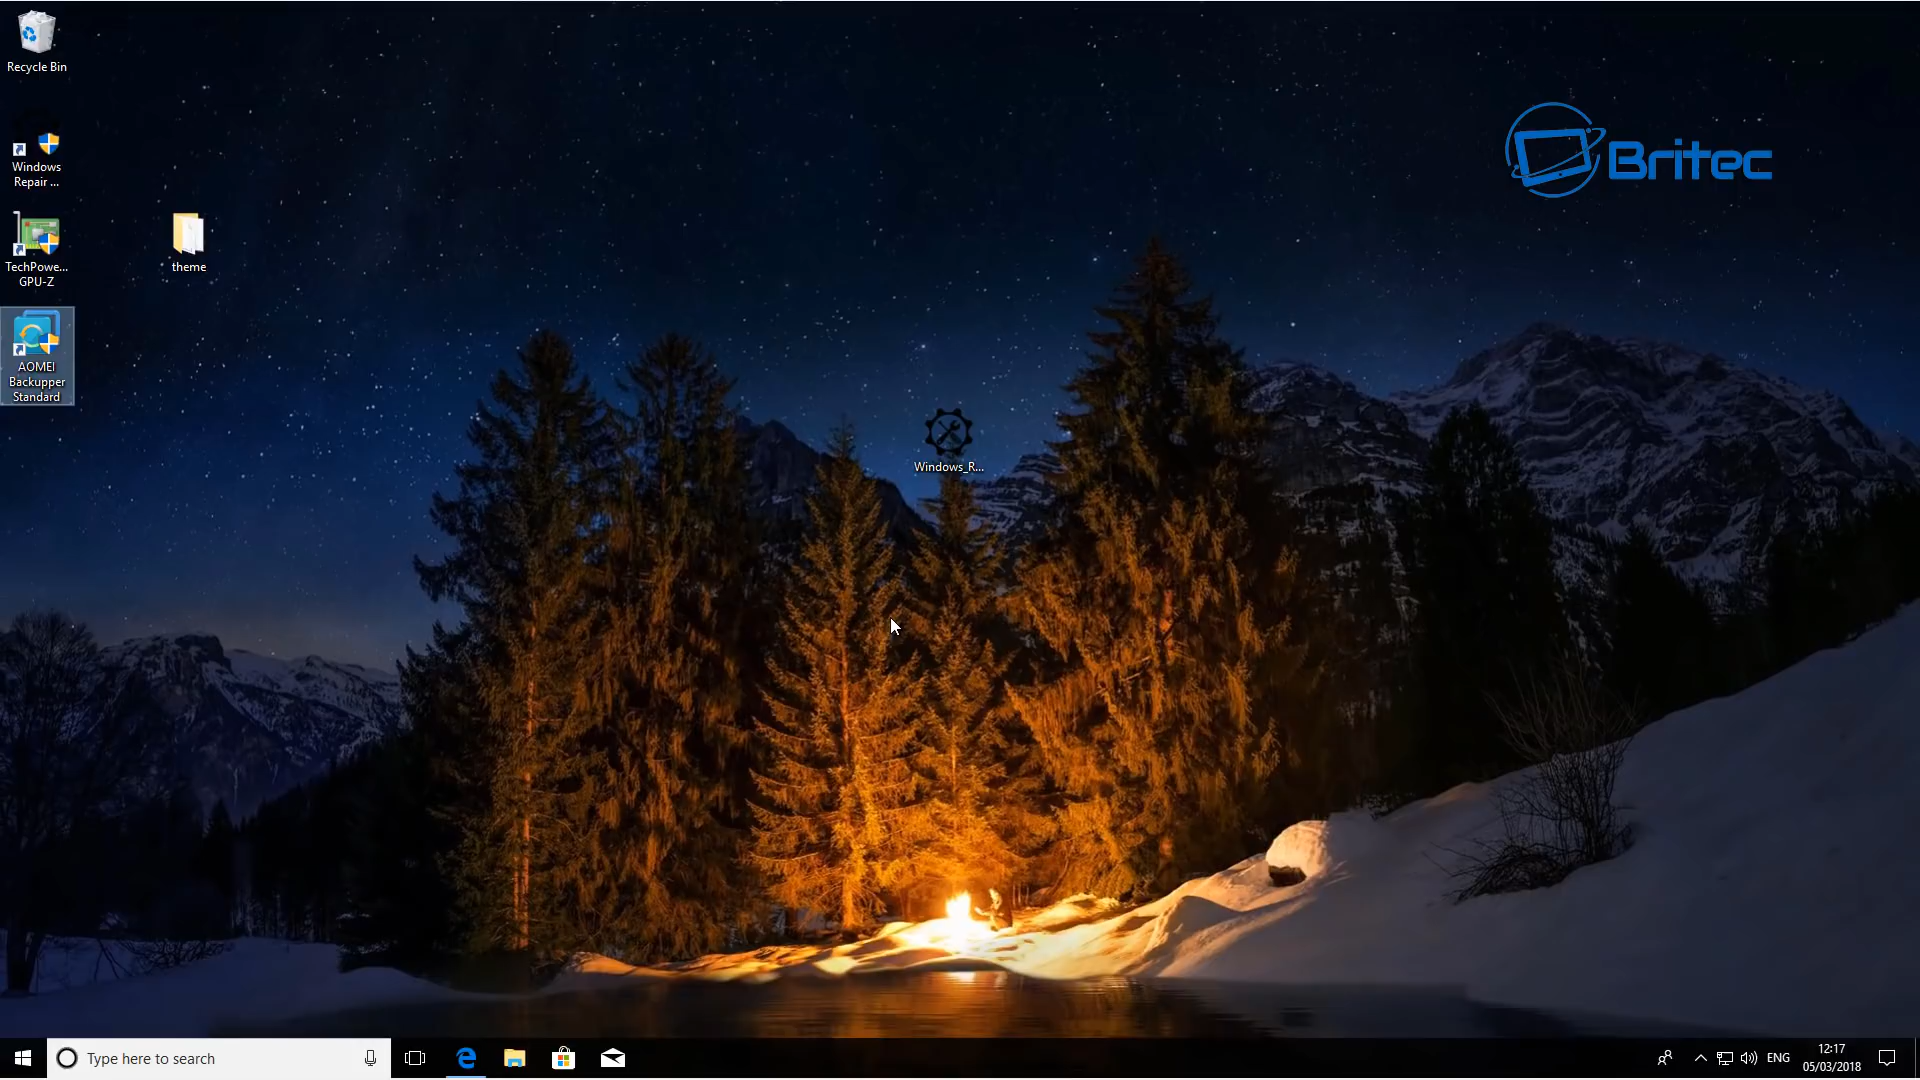 Recycle Bin
Windows
Repair ...
TechPowe...
GPU-Z
theme
AOMEI
Backupper
Standard
Windows_R...
Britec
Type here to search
ENG
12:17
05/03/2018